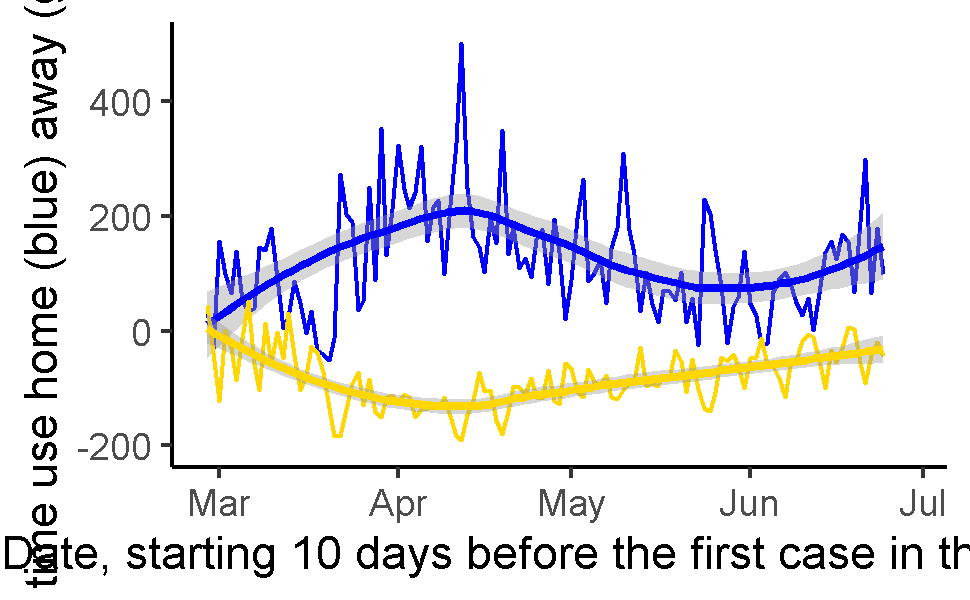 time use home (blue) away (
400
200
0
-200
Mar Apr May Jun Jul
Date, starting 10 days before the first case in th